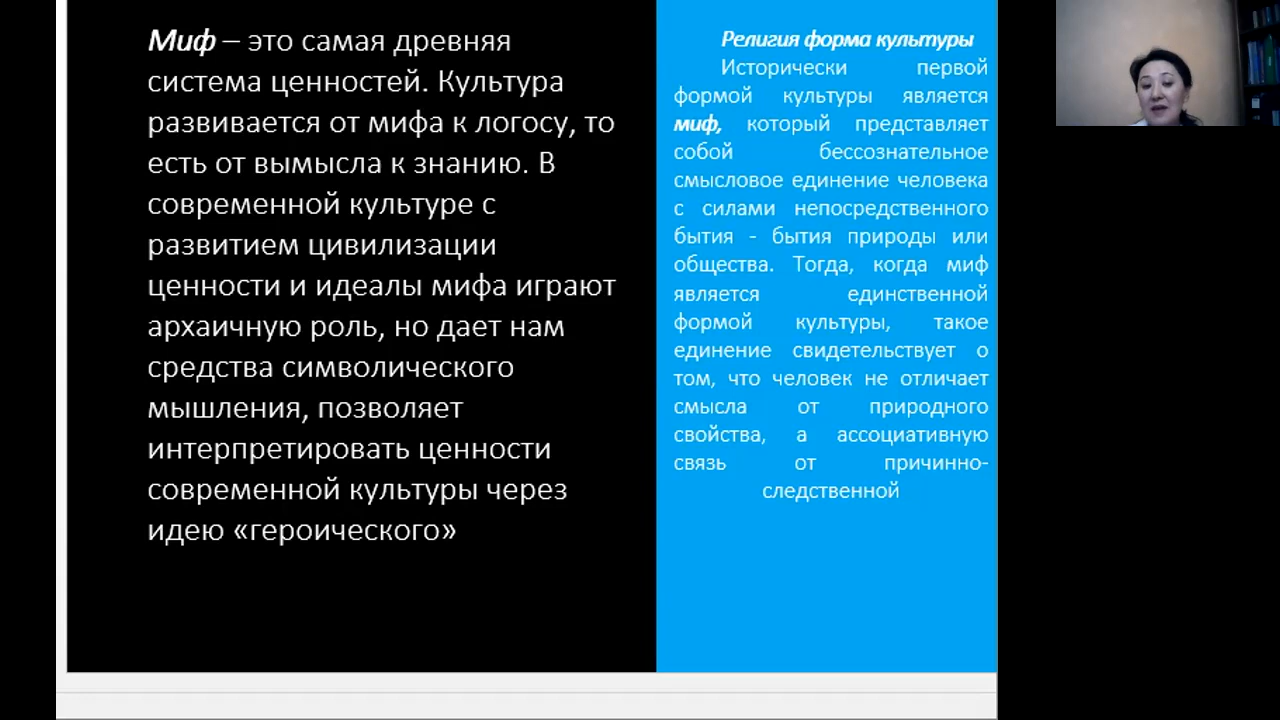 Миф – это самая древняя
система ценностей. Культура
развивается от мифа к логосу, то
есть от вымысла к знанию. В
современной культуре с
развитием цивилизации
ценности и идеалы мифа играют
архаичную роль, но дает нам
средства символического
мышления, позволяет
интерпретировать ценности
современной культуры через
идею «героического»
Религия форма культуры
Исторически первой
формой культуры является
миф, который представляет
собой бессознательное
смысловое единение человека
с силами непосредственного
бытия - бытия природы или
общества. Тогда, когда миф
является единственной
формой культуры, такое
единение свидетельствует о
том, что человек не отличает
смысла от природного
свойства, а ассоциативную
связь от причинно-
следственной